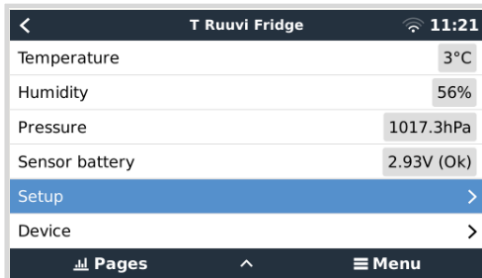 T Ruuvi Fridge 11:21
Temperature 3°C
Humidity 56%
Pressure 1017.3hPa
Sensor battery 2.93V (Ok)
Setup
Device
Pages Menu